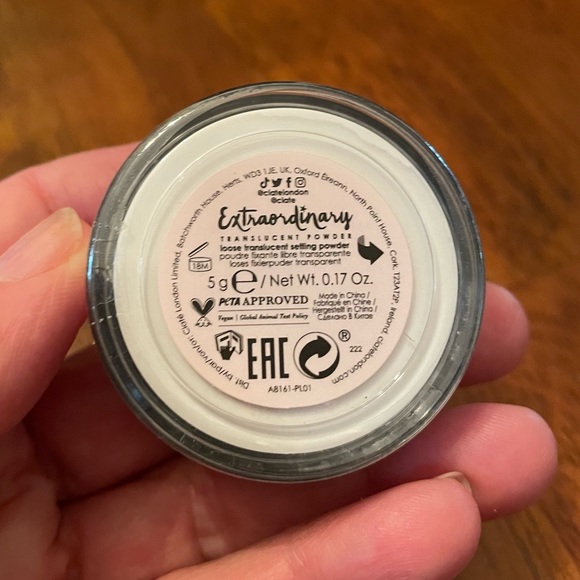 Dist. by/par/von/por Ciaté London Limited, Batchworth House, Herts, WD3 1JE, UK, Oxford Éireann, North Point House, Cork, T23AT2P, Ireland, ciatelondon.com
@ciatelondon
@ciate
Extraordinary
TRANSLUCENT POWDER
loose translucent setting powder
poudre fixante libre transparente
loses fixierpuder transparent
18M
5 g e / Net Wt. 0.17 Oz.
PETA APPROVED
Vegan | Global Animal Test Policy
Made in China /
Fabriqué en Chine /
Hergestellt in China /
Сделано В Китае
EAC
®
222
A8161-PL01